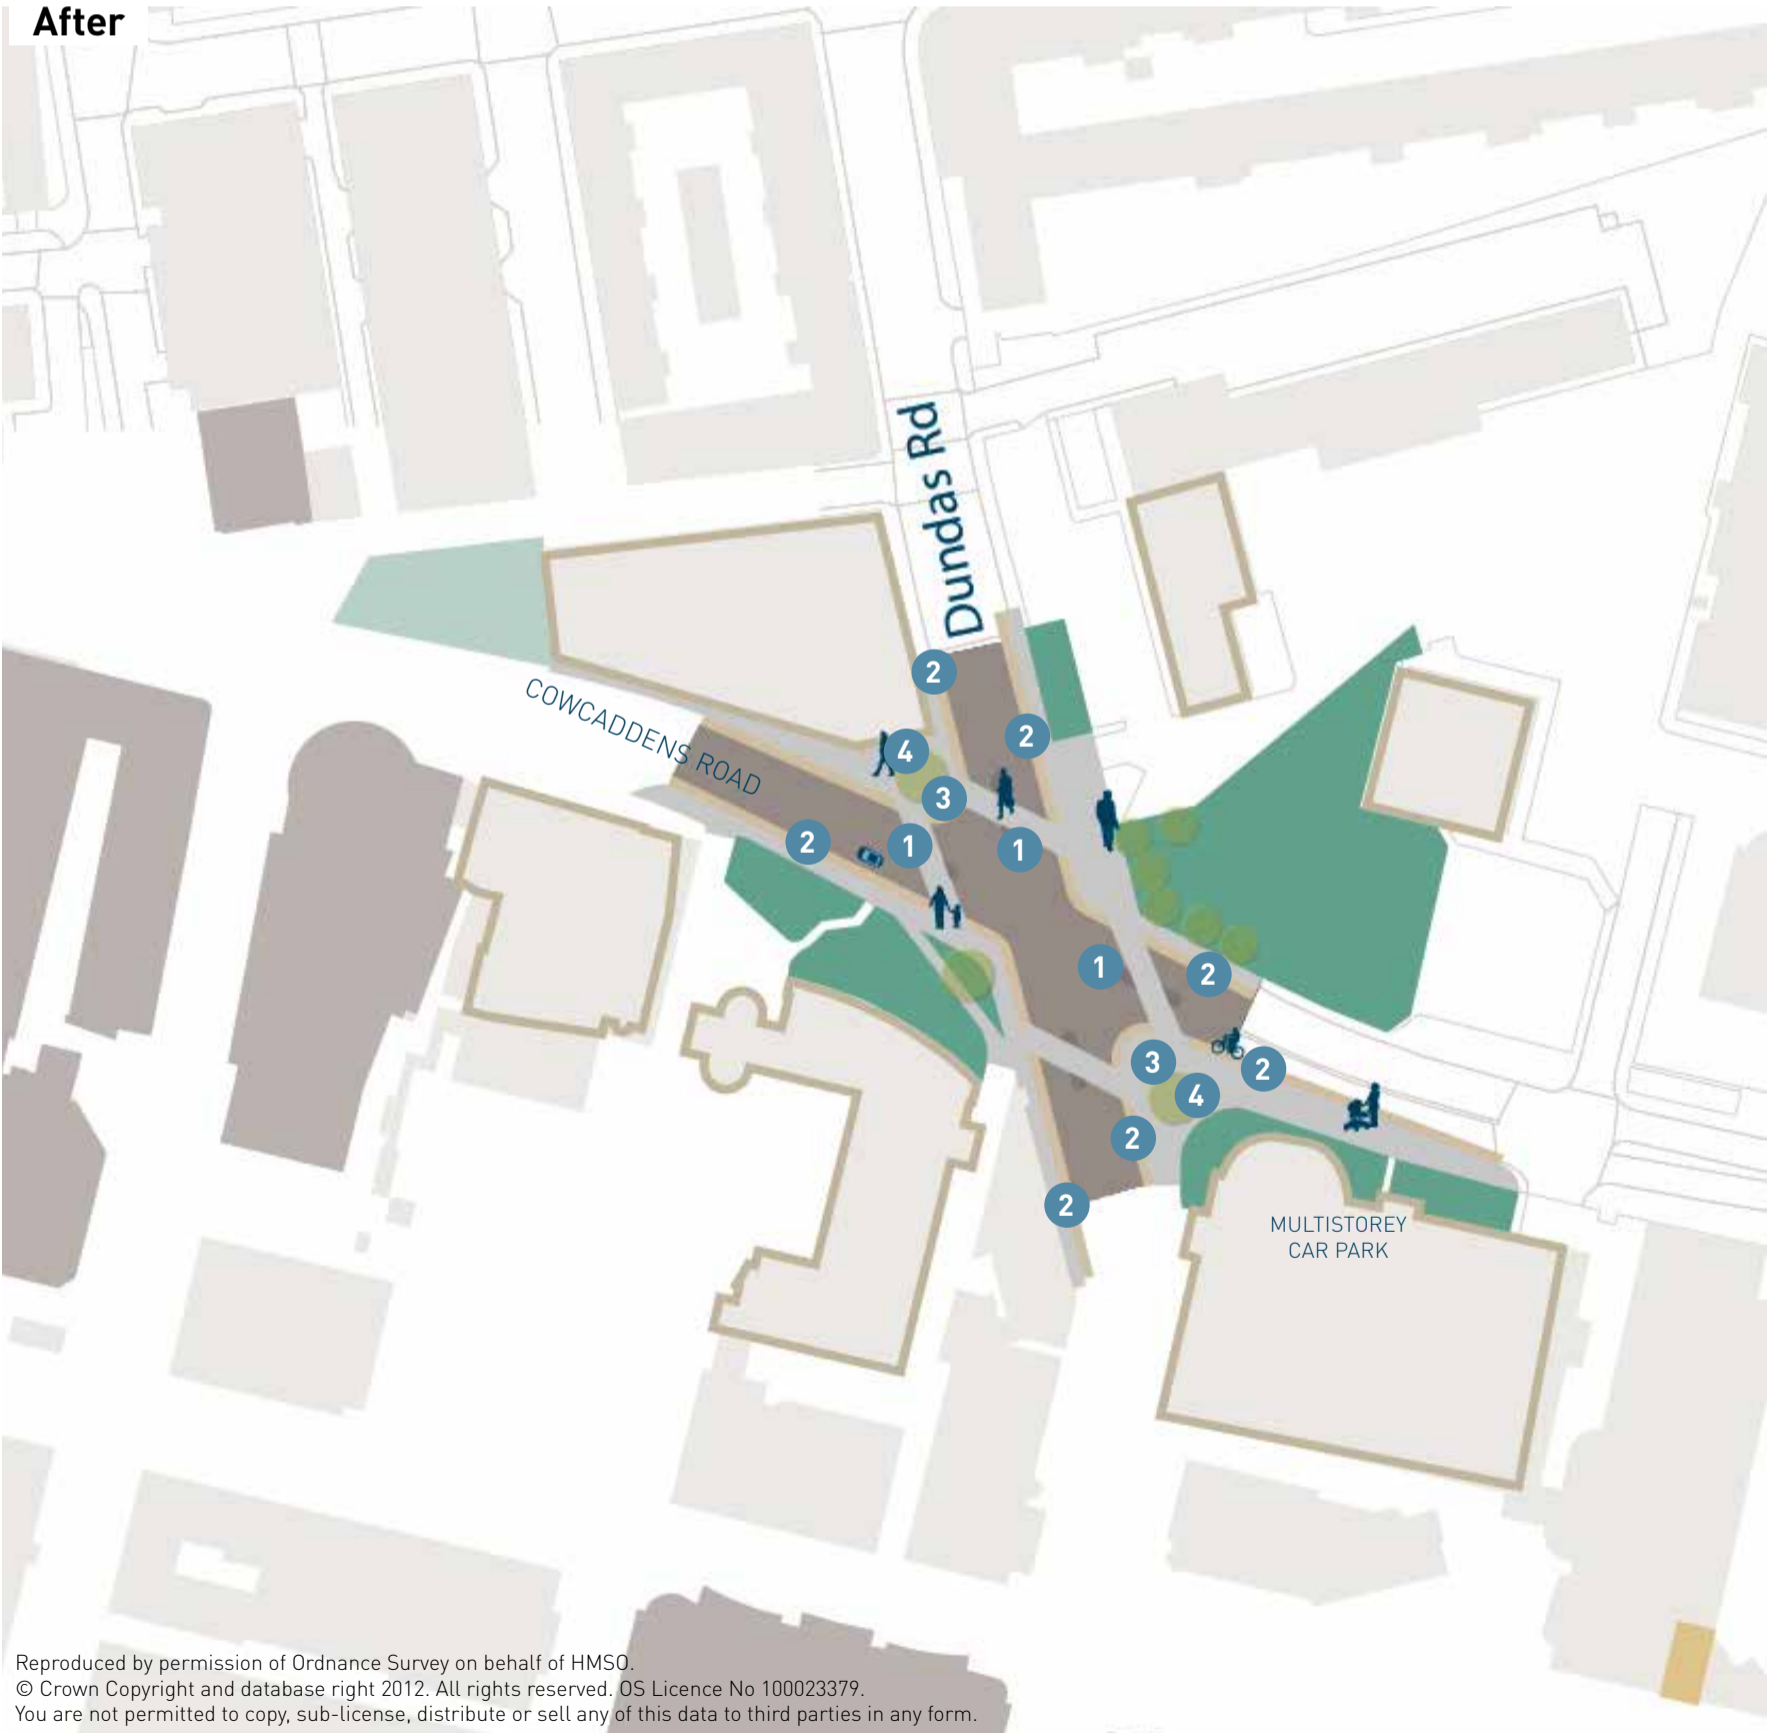 After
Dundas Rd
COWCADDENS ROAD
2
2
4
3
2
1
1
1
2
3
2
4
2
2
MULTISTOREY
CAR PARK
Reproduced by permission of Ordnance Survey on behalf of HMSO.
© Crown Copyright and database right 2012. All rights reserved. OS Licence No 100023379.
You are not permitted to copy, sub-license, distribute or sell any of this data to third parties in any form.